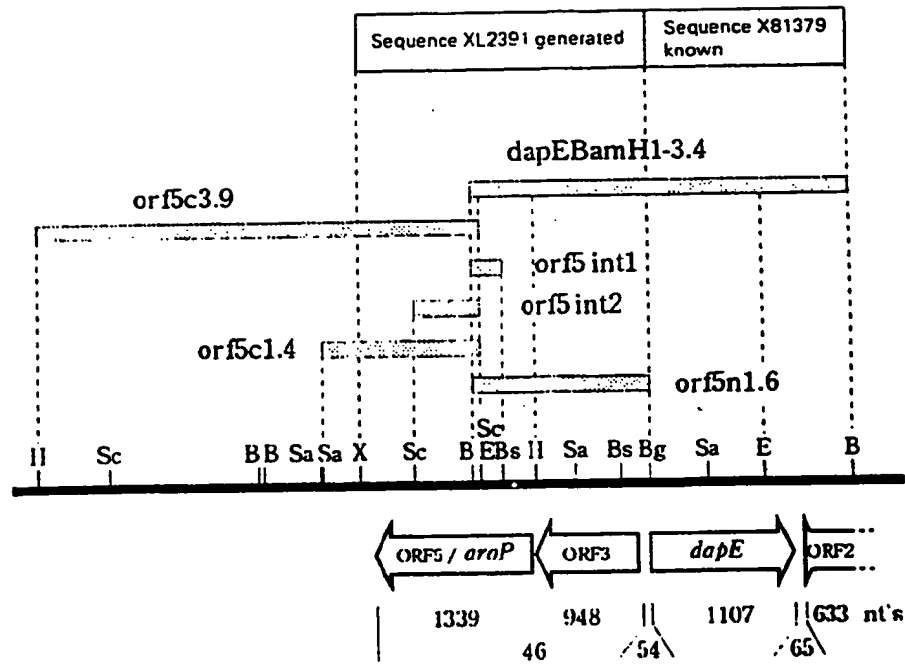 Sequence XL2391 generated
Sequence X81379 known
dapEBamH1-3.4
orf5c3.9
orf5 int1
orf5 int2
orf5c1.4
orf5n1.6
Sc
H Sc B B Sa Sa X Sc B E Bs H Sa Bs Bg Sa E B
ORF5 / aroP ORF3 dapE ORF2
1339 948 1107 633 nt's
46 54 65